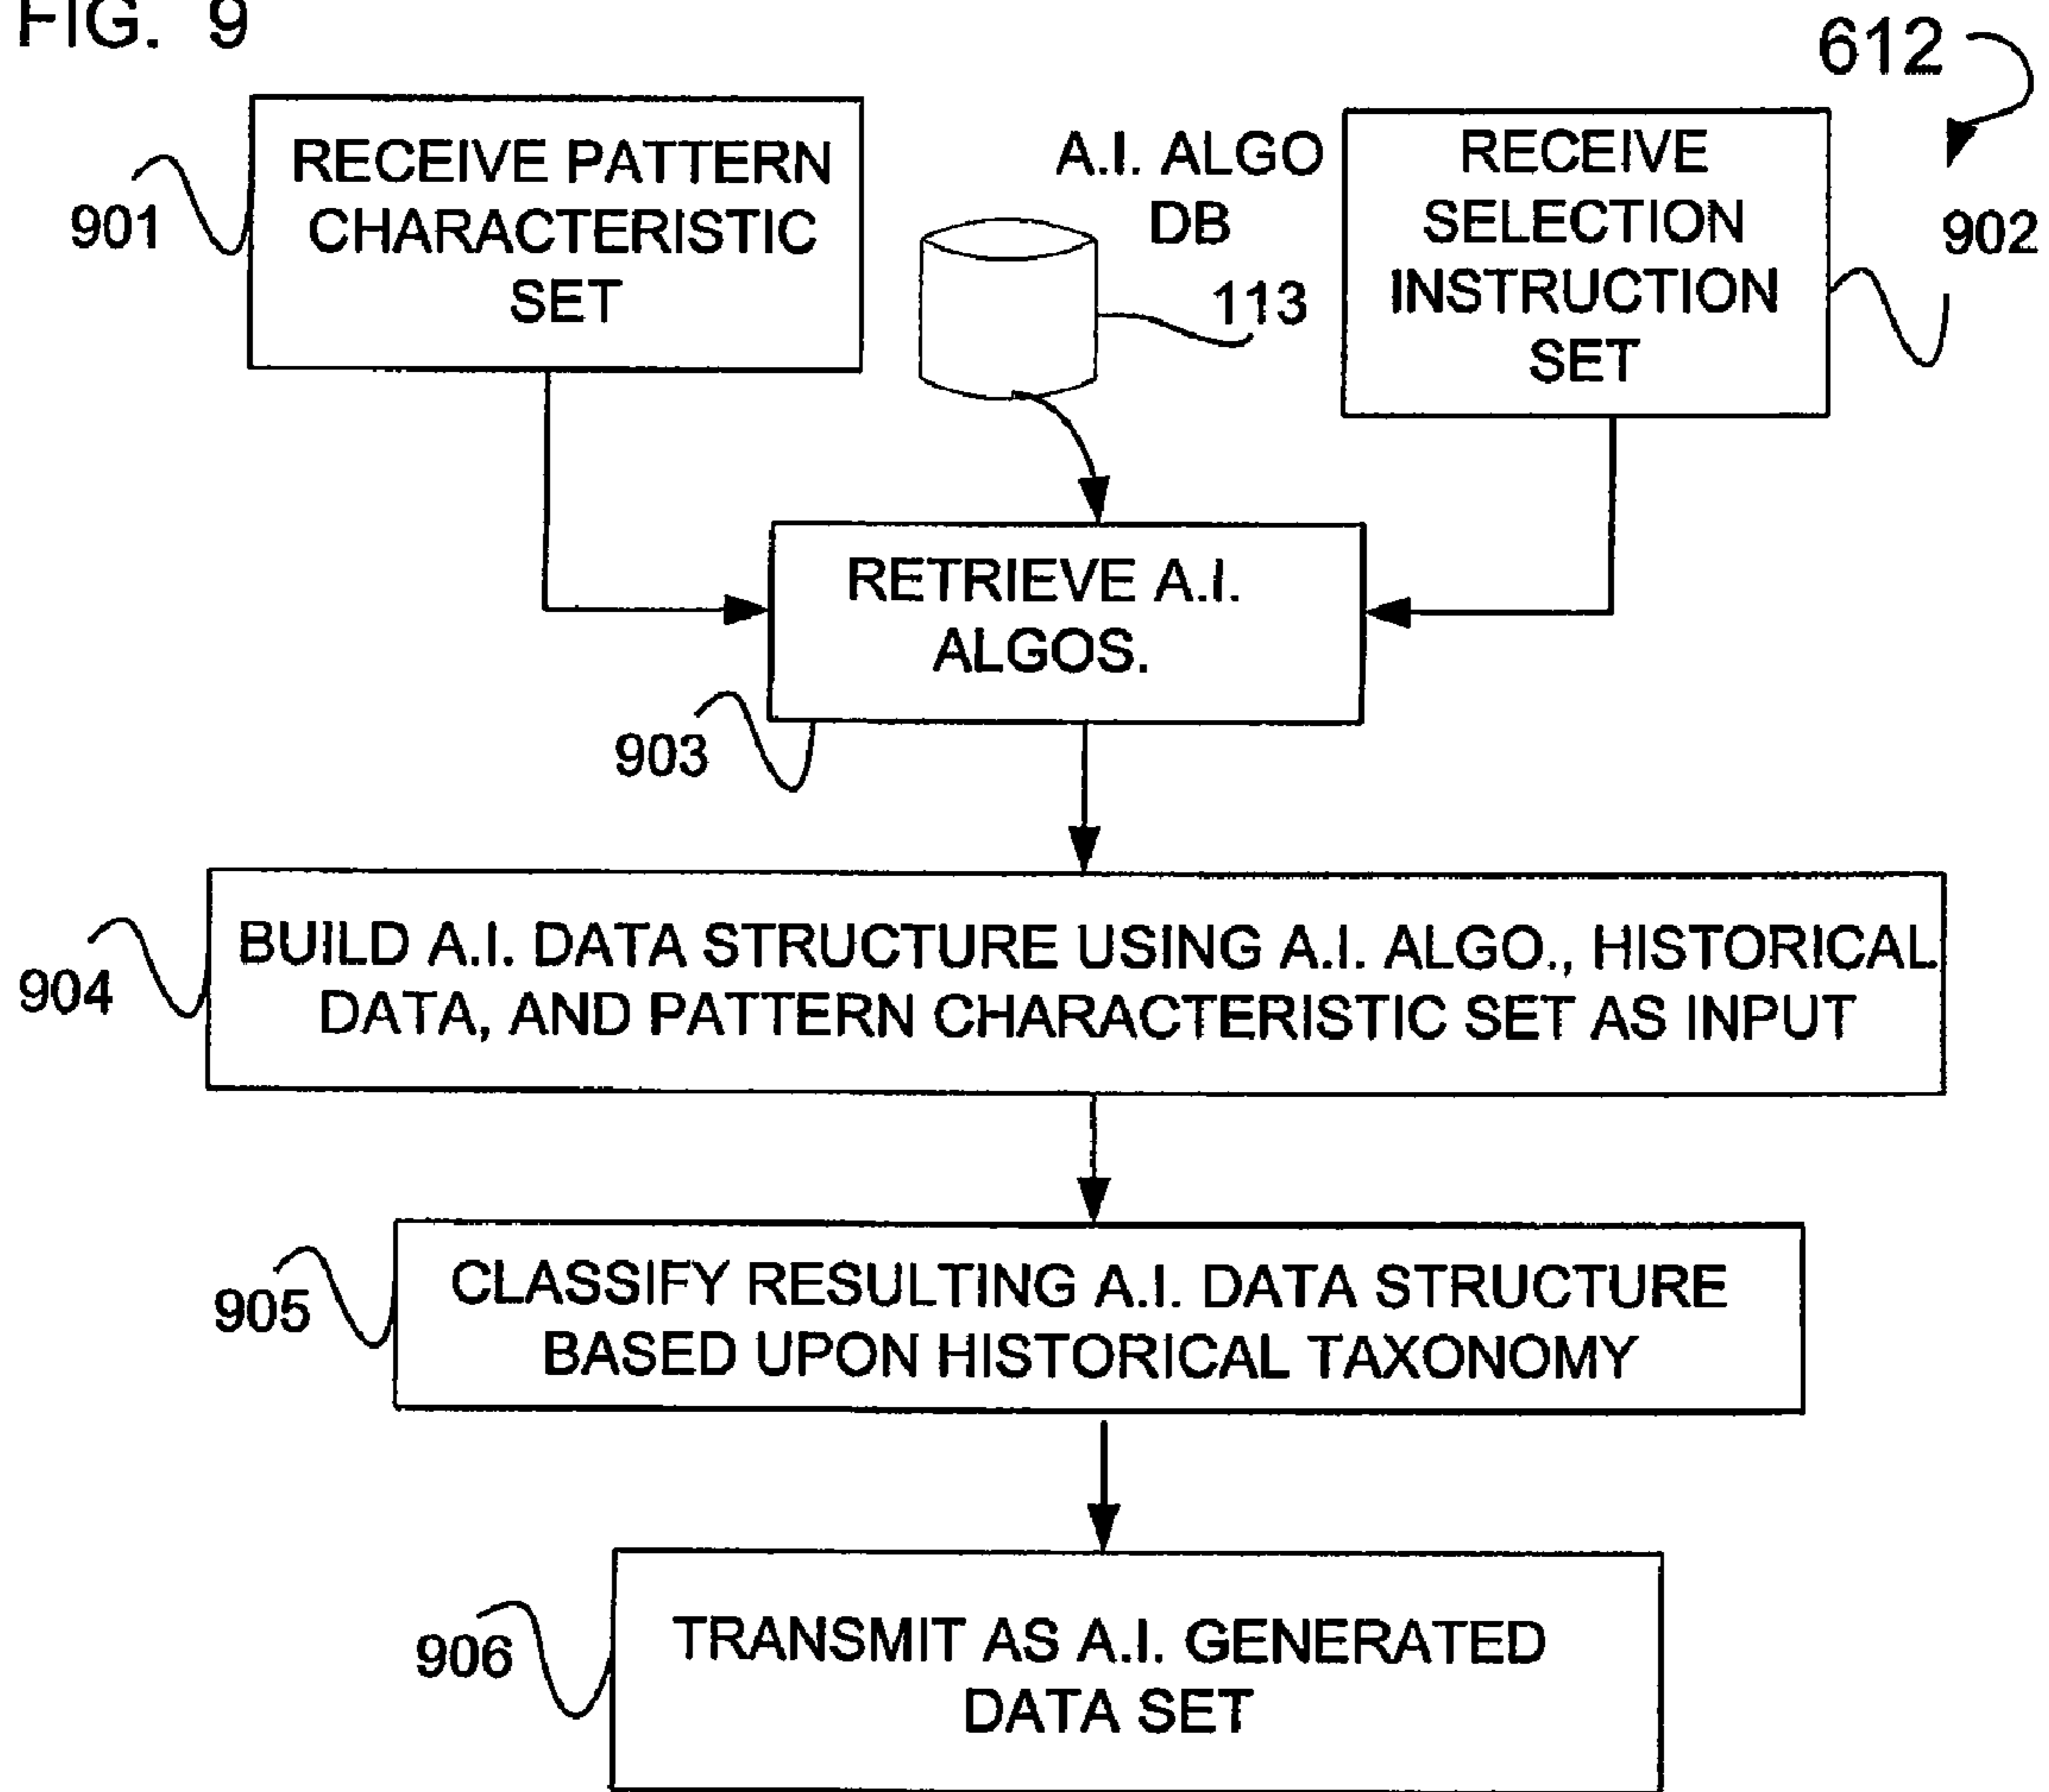 FIG. 9
612
RECEIVE PATTERN
CHARACTERISTIC
SET
901
A.I. ALGO
DB
113
RECEIVE
SELECTION
INSTRUCTION
SET
902
RETRIEVE A.I.
ALGOS.
903
BUILD A.I. DATA STRUCTURE USING A.I. ALGO., HISTORICAL
DATA, AND PATTERN CHARACTERISTIC SET AS INPUT
904
CLASSIFY RESULTING A.I. DATA STRUCTURE
BASED UPON HISTORICAL TAXONOMY
905
TRANSMIT AS A.I. GENERATED
DATA SET
906